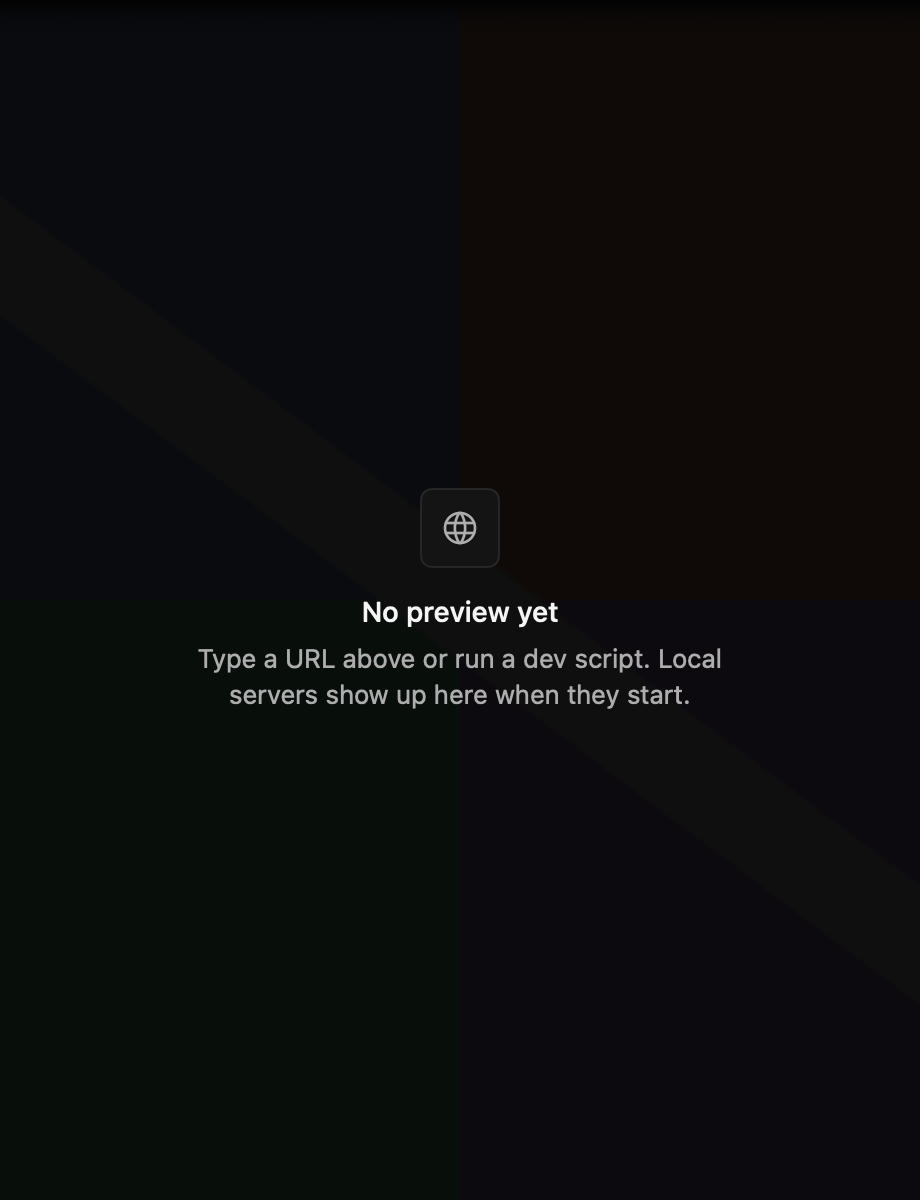 No preview yet
Type a URL above or run a dev script. Local
servers show up here when they start.